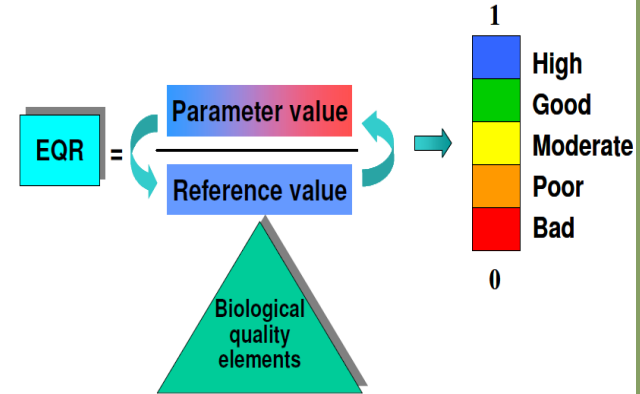 EQR
=
Parameter value
Reference value
Biological
quality
elements
1
High
Good
Moderate
Poor
Bad
0